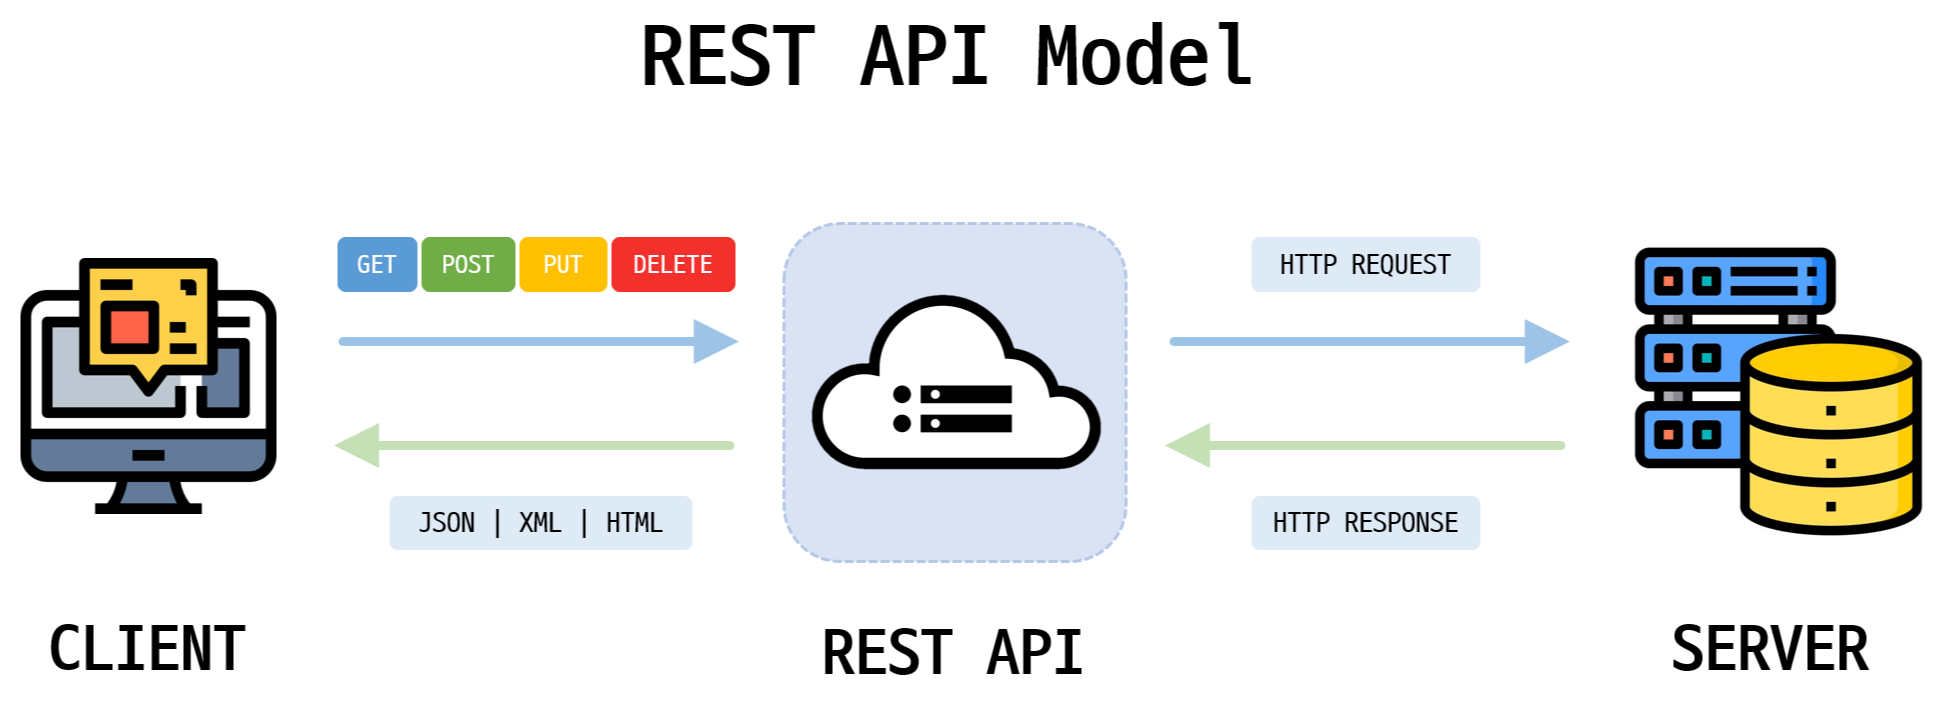 REST API Model
GET POST PUT DELETE
HTTP REQUEST
JSON | XML | HTML
HTTP RESPONSE
CLIENT
REST API
SERVER